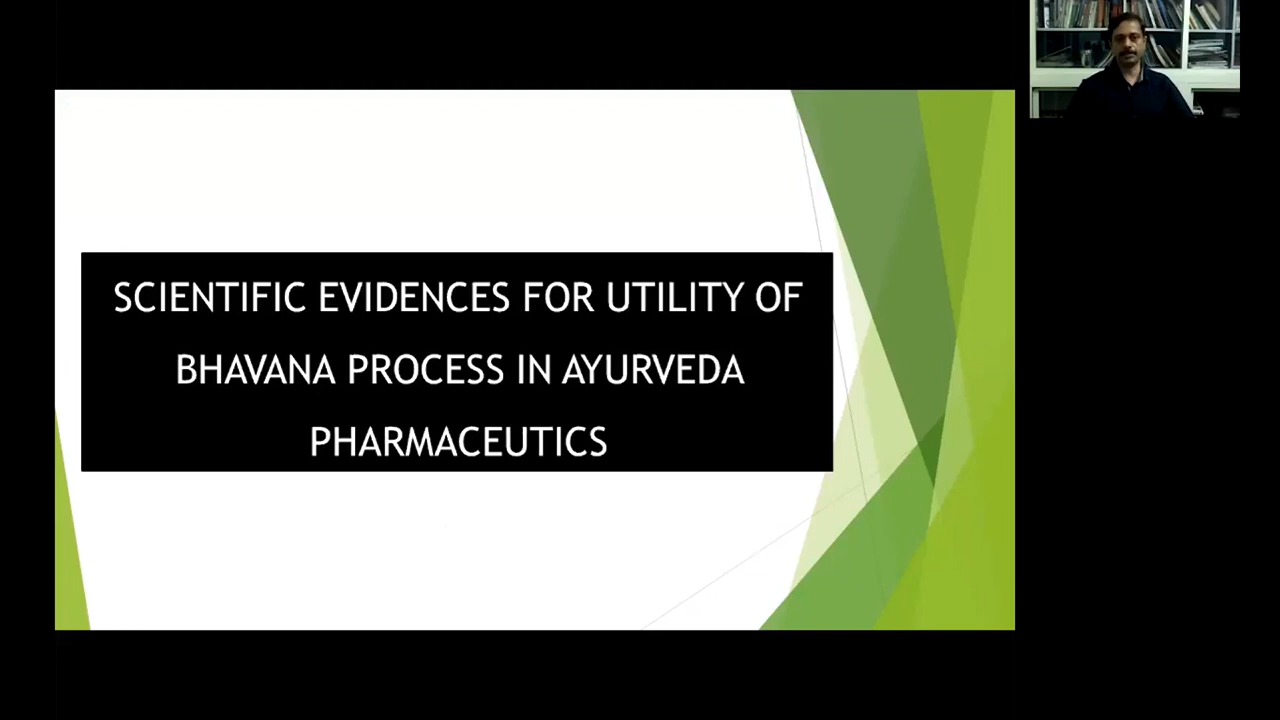 SCIENTIFIC EVIDENCES FOR UTILITY OF
BHAVANA PROCESS IN AYURVEDA
PHARMACEUTICS